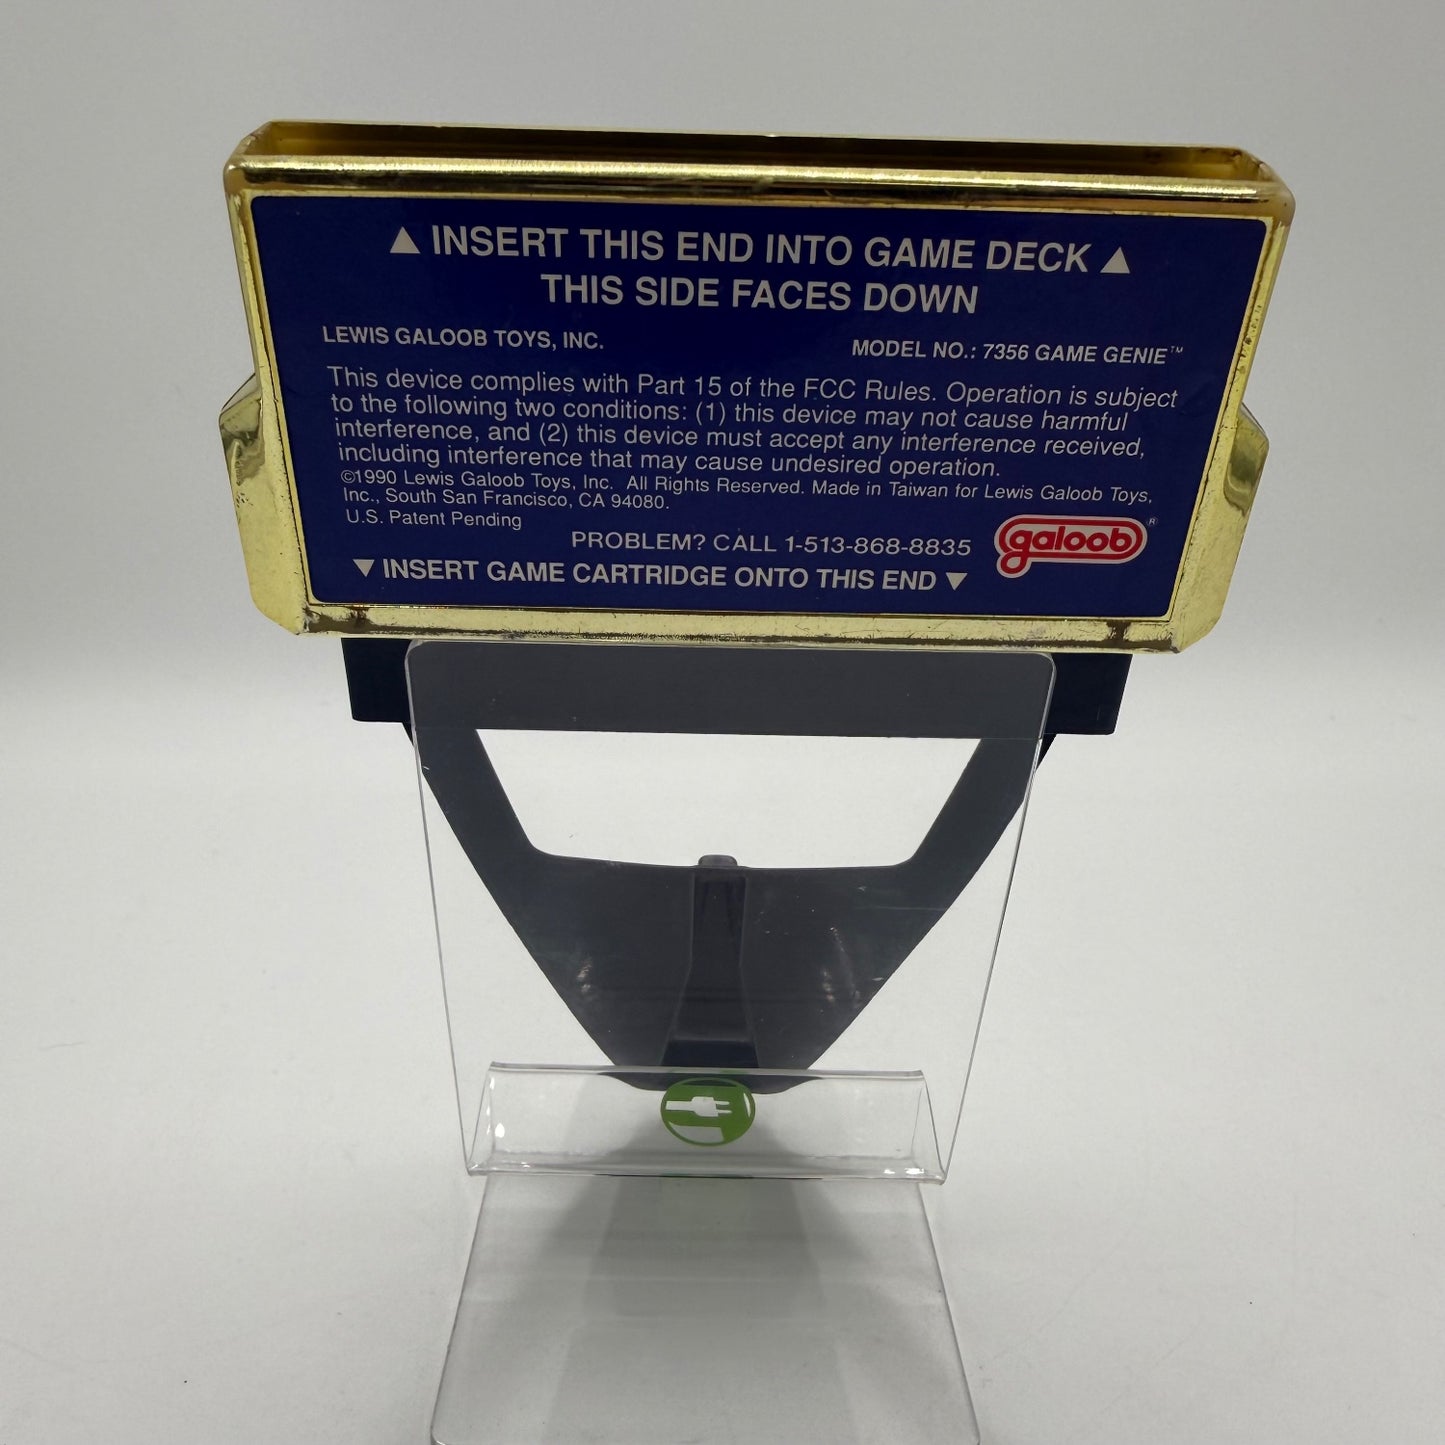 ▲ INSERT THIS END INTO GAME DECK ▲
THIS SIDE FACES DOWN
LEWIS GALOOB TOYS, INC.
MODEL NO.: 7356 GAME GENIE™
This device complies with Part 15 of the FCC Rules. Operation is subject
to the following two conditions: (1) this device may not cause harmful
interference, and (2) this device must accept any interference received,
including interference that may cause undesired operation.
©1990 Lewis Galoob Toys, Inc. All Rights Reserved. Made in Taiwan for Lewis Galoob Toys,
Inc., South San Francisco, CA 94080.
U.S. Patent Pending
PROBLEM? CALL 1-513-868-8835
galoob®
▼ INSERT GAME CARTRIDGE ONTO THIS END ▼